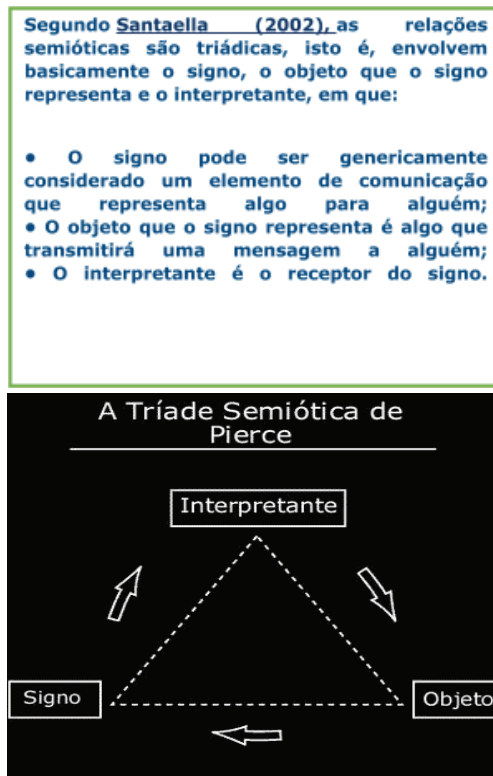 Segundo Santaella (2002), as relações
semióticas são triádicas, isto é, envolvem
basicamente o signo, o objeto que o signo
representa e o interpretante, em que:
● O signo pode ser genericamente
considerado um elemento de comunicação
que representa algo para alguém;
● O objeto que o signo representa é algo que
transmitirá uma mensagem a alguém;
● O interpretante é o receptor do signo.
A Tríade Semiótica de
Pierce
Interpretante
Signo
Objeto